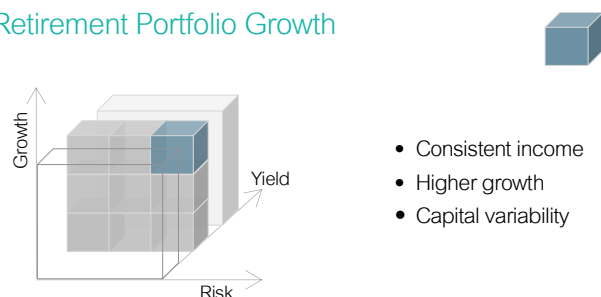 Retirement Portfolio Growth
Growth
Yield
Risk
• Consistent income
• Higher growth
• Capital variability